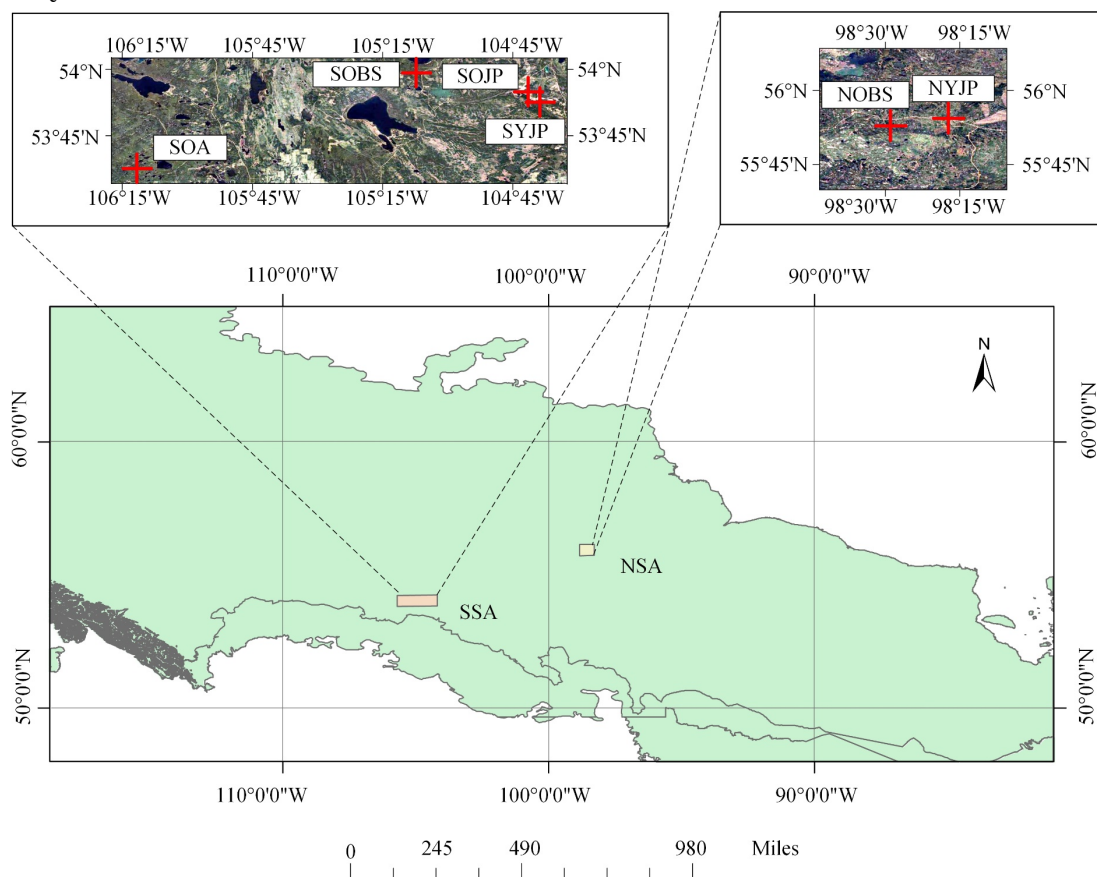 106°15'W 105°45'W 105°15'W 104°45'W
54°N SOBS SOJP 54°N
53°45'N SOA SYJP 53°45'N
106°15'W 105°45'W 105°15'W 104°45'W
98°30'W 98°15'W
56°N NOBS NYJP 56°N
55°45'N 55°45'N
98°30'W 98°15'W
110°0'0"W 100°0'0"W 90°0'0"W
N
60°0'0"N 60°0'0"N
NSA
SSA
50°0'0"N 50°0'0"N
110°0'0"W 100°0'0"W 90°0'0"W
0 245 490 980 Miles